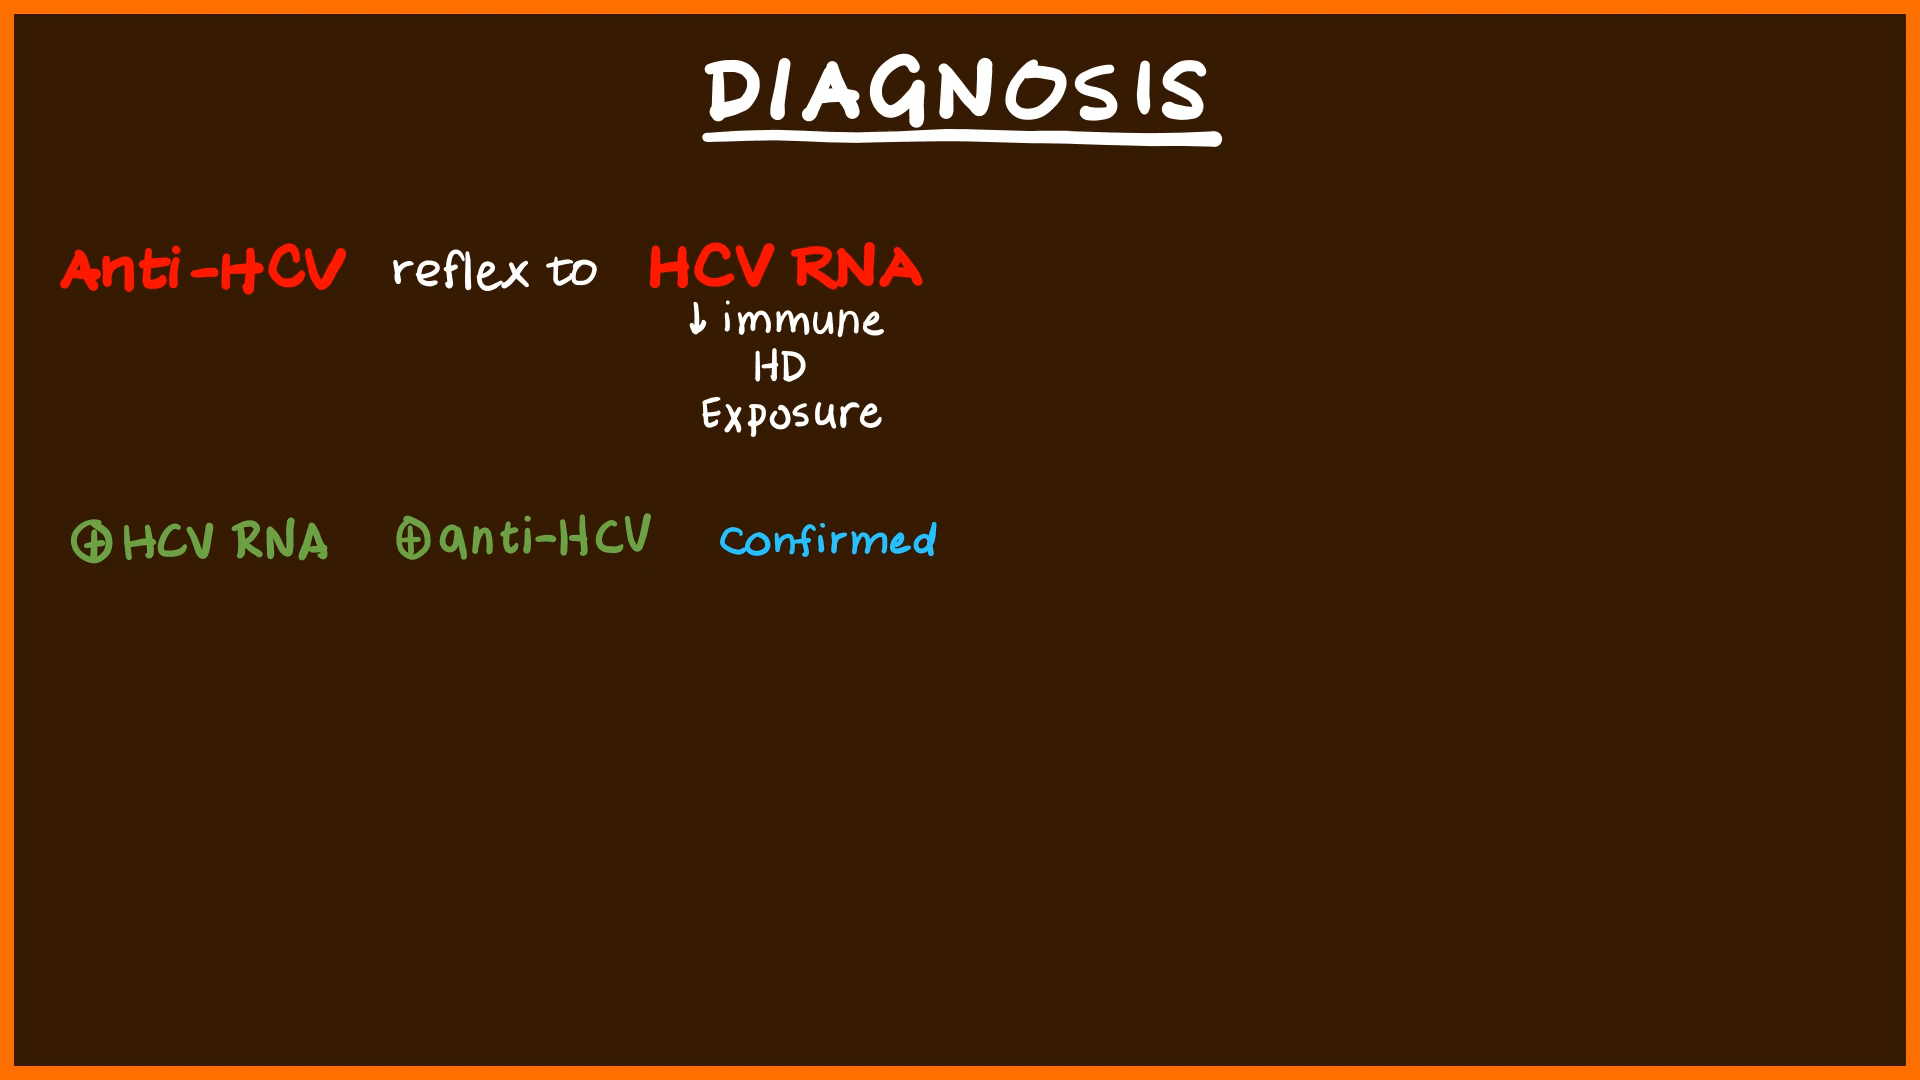 DIAGNOSIS
Anti-HCV reflex to HCV RNA
↓ immune
HD
Exposure
⊕ HCV RNA ⊕ anti-HCV Confirmed